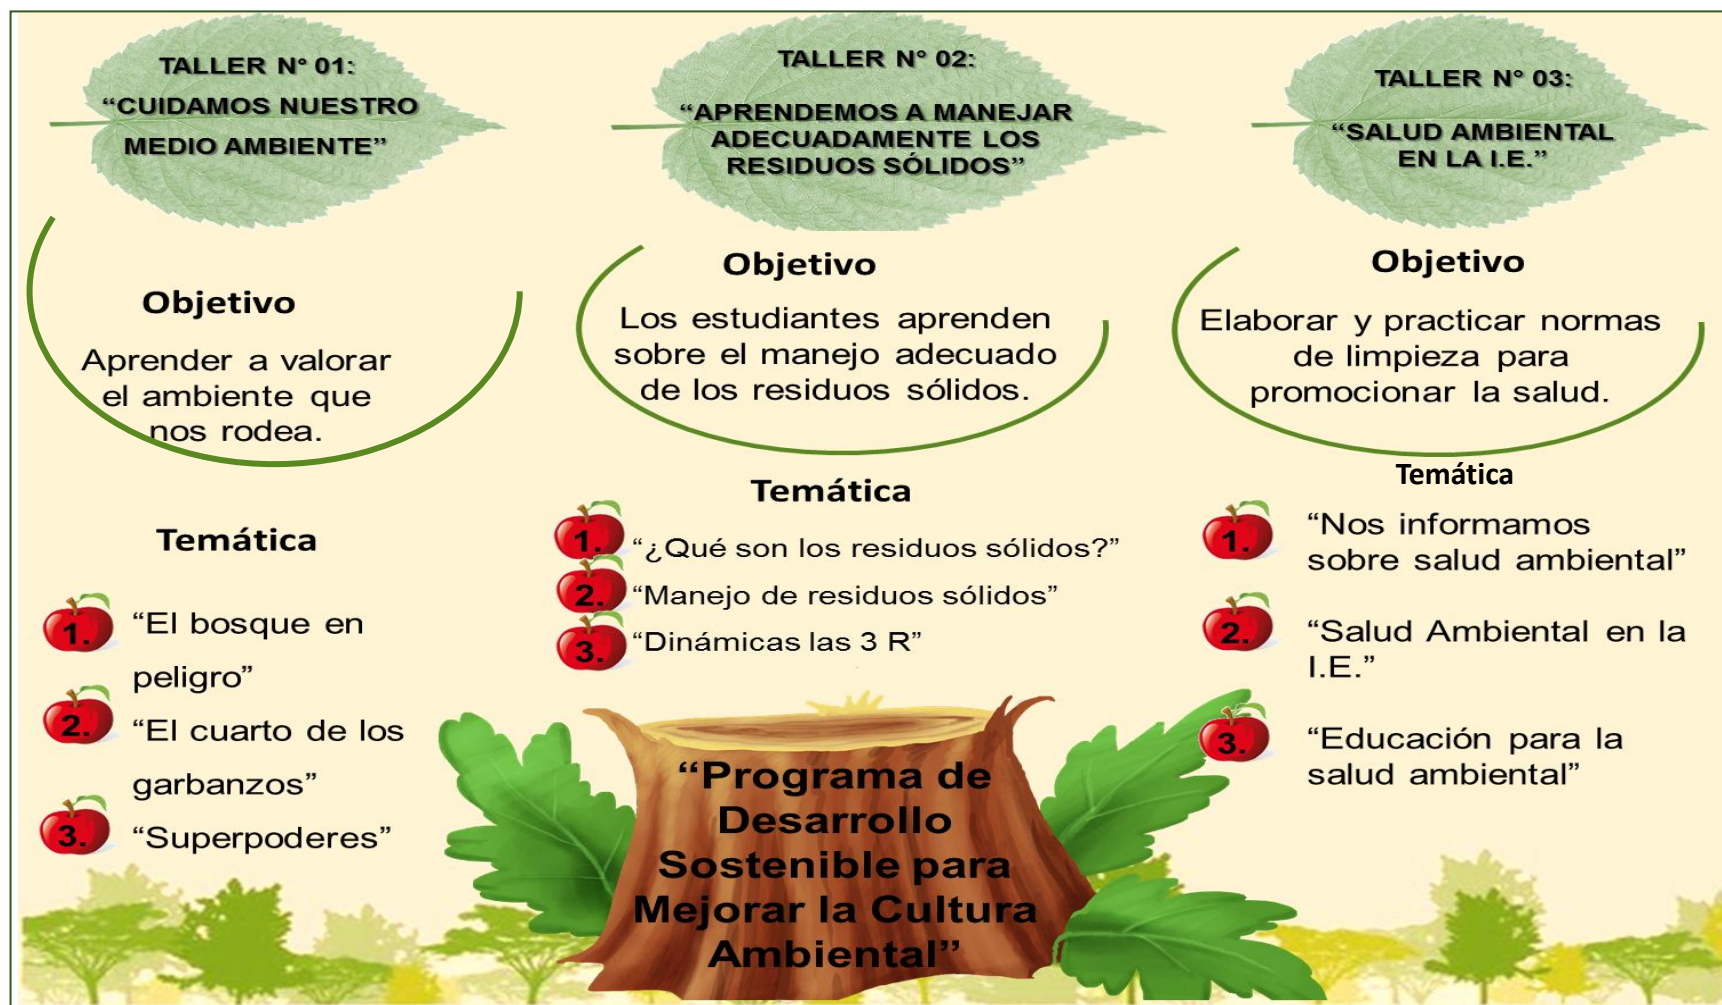 TALLER N° 01:
“CUIDAMOS NUESTRO
MEDIO AMBIENTE”
Objetivo
Aprender a valorar
el ambiente que
nos rodea.
Temática
1. “El bosque en
peligro”
2. “El cuarto de los
garbanzos”
3. “Superpoderes”
TALLER N° 02:
“APRENDEMOS A MANEJAR
ADECUADAMENTE LOS
RESIDUOS SÓLIDOS”
Objetivo
Los estudiantes aprenden
sobre el manejo adecuado
de los residuos sólidos.
Temática
1. “¿Qué son los residuos sólidos?”
2. “Manejo de residuos sólidos”
3. “Dinámicas las 3 R”
TALLER N° 03:
“SALUD AMBIENTAL
EN LA I.E.”
Objetivo
Elaborar y practicar normas
de limpieza para
promocionar la salud.
Temática
1. “Nos informamos
sobre salud ambiental”
2. “Salud Ambiental en la
I.E.”
3. “Educación para la
salud ambiental”
“Programa de
Desarrollo
Sostenible para
Mejorar la Cultura
Ambiental”